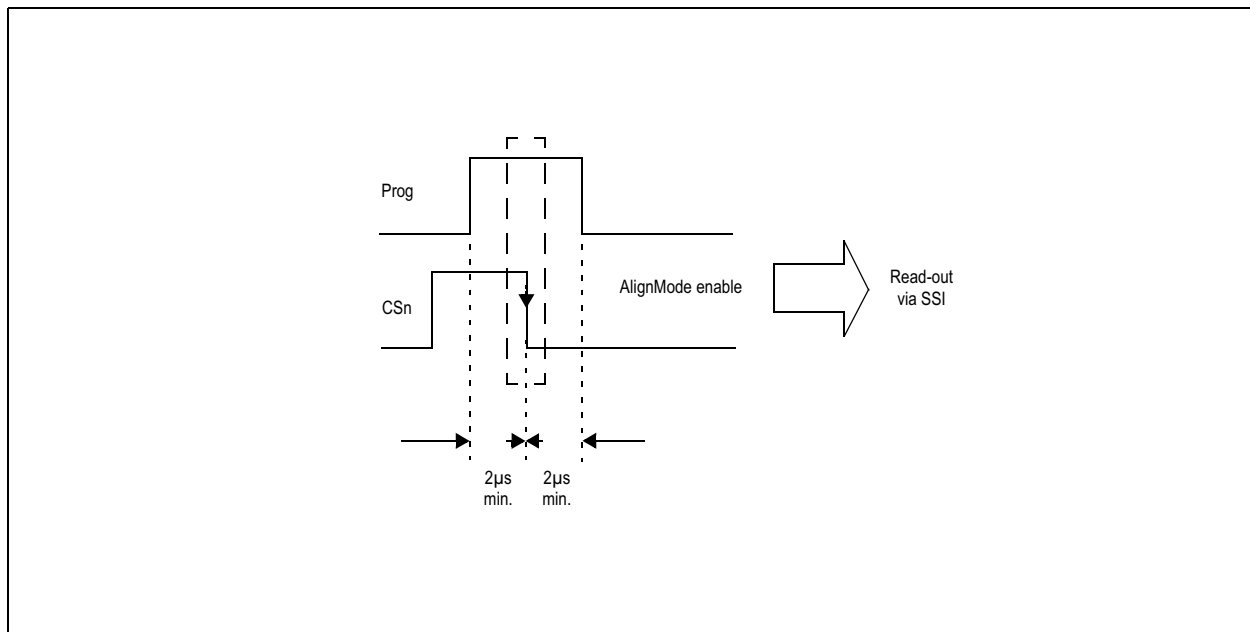 Prog
CSn
AlignMode enable
Read-out
via SSI
2µs
min.
2µs
min.